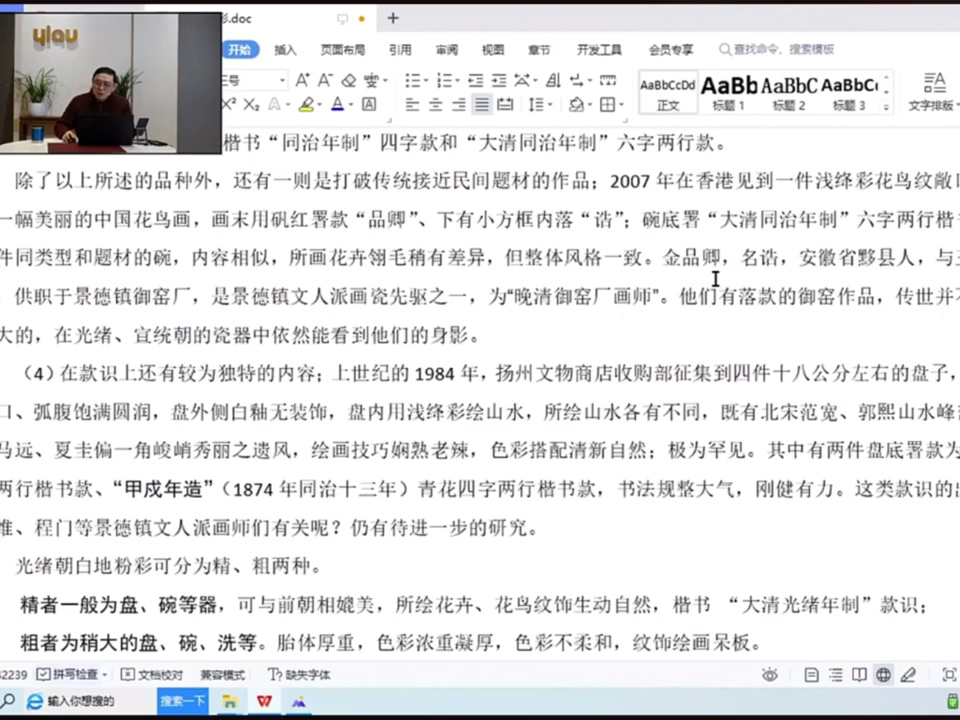 yiqu
.doc
开始 插入 页面布局 引用 审阅 视图 章节 开发工具 会员专享 查找命令、搜索模板
AaBbCcDd AaBb AaBbC AaBbC
正文 标题 1 标题 2 标题 3 文字排版
楷书“同治年制”四字款和“大清同治年制”六字两行款。
除了以上所述的品种外，还有一则是打破传统接近民间题材的作品；2007 年在香港见到一件浅绛彩花鸟纹敞
一幅美丽的中国花鸟画，画末用矾红署款“品卿”、下有小方框内落“诰”；碗底署“大清同治年制”六字两行楷
件同类型和题材的碗，内容相似，所画花卉翎毛稍有差异，但整体风格一致。金品卿，名诰，安徽省黟县人，与
供职于景德镇御窑厂，是景德镇文人派画瓷先驱之一，为“晚清御窑厂画师”。他们有落款的御窑作品，传世并
大的，在光绪、宣统朝的瓷器中依然能看到他们的身影。
（4）在款识上还有较为独特的内容；上世纪的 1984 年，扬州文物商店收购部征集到四件十八公分左右的盘子，
口、弧腹饱满圆润，盘外侧白釉无装饰，盘内用浅绛彩绘山水，所绘山水各有不同，既有北宋范宽、郭熙山水峰
马远、夏圭偏一角峻峭秀丽之遗风，绘画技巧娴熟老辣，色彩搭配清新自然；极为罕见。其中有两件盘底署款为
两行楷书款、“甲戌年造”（1874 年同治十三年）青花四字两行楷书款，书法规整大气，刚健有力。这类款识的
维、程门等景德镇文人派画师们有关呢？仍有待进一步的研究。
光绪朝白地粉彩可分为精、粗两种。
精者一般为盘、碗等器，可与前朝相媲美，所绘花卉、花鸟纹饰生动自然，楷书 “大清光绪年制”款识；
粗者为稍大的盘、碗、洗等。胎体厚重，色彩浓重凝厚，色彩不柔和，纹饰绘画呆板。
42239 拼写检查 文档校对 兼容模式 缺失字体
输入你想搜的 搜索一下